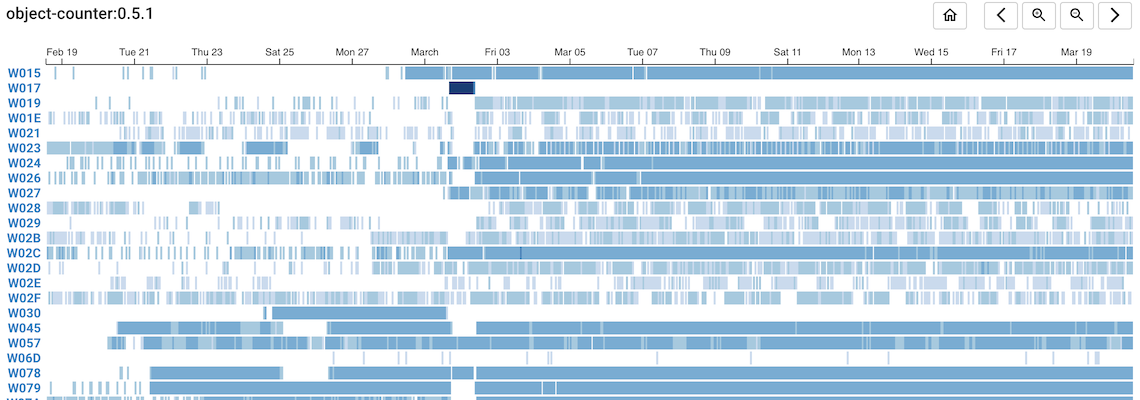 object-counter:0.5.1
Feb 19 Tue 21 Thu 23 Sat 25 Mon 27 March Fri 03 Mar 05 Tue 07 Thu 09 Sat 11 Mon 13 Wed 15 Fri 17 Mar 19
W015
W017
W019
W01E
W021
W023
W024
W026
W027
W028
W029
W02B
W02C
W02D
W02E
W02F
W030
W045
W057
W06D
W078
W079